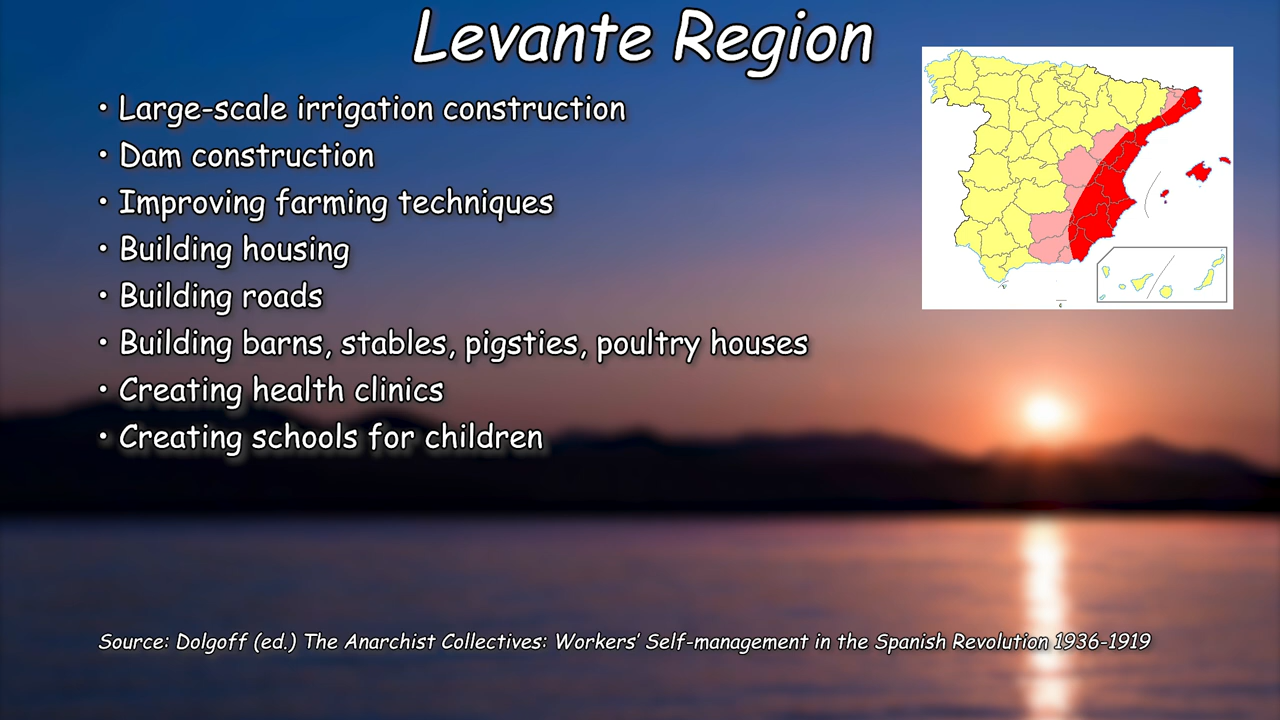 Levante Region
• Large-scale irrigation construction
• Dam construction
• Improving farming techniques
• Building housing
• Building roads
• Building barns, stables, pigsties, poultry houses
• Creating health clinics
• Creating schools for children
Source: Dolgoff (ed.) The Anarchist Collectives: Workers’ Self-management in the Spanish Revolution 1936-1919